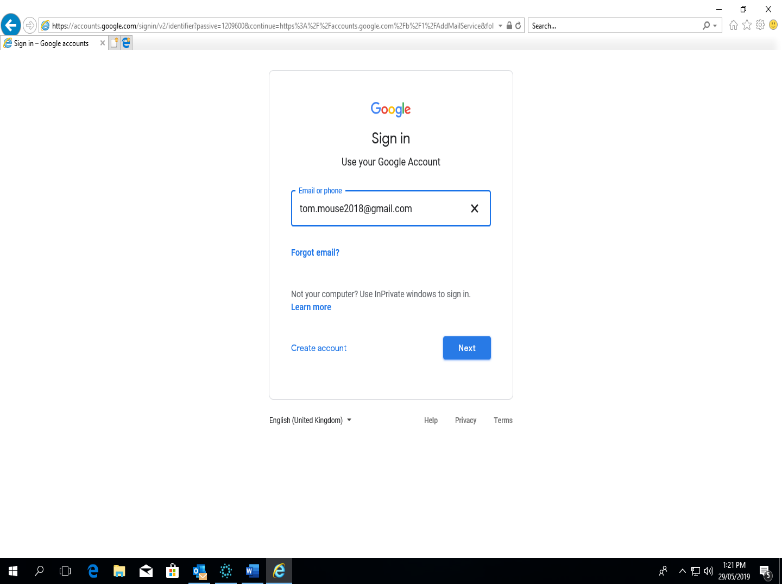 https://accounts.google.com/signin/v2/identifier?passive=1209600&continue=https%3A%2F%2Faccounts.google.com%2Fb%2F1%2FAddMailService&fol
Search...
Sign in – Google accounts
Google
Sign in
Use your Google Account
Email or phone
tom.mouse2018@gmail.com
Forgot email?
Not your computer? Use InPrivate windows to sign in.
Learn more
Create account
Next
English (United Kingdom)
Help
Privacy
Terms
1:21 PM
29/05/2019